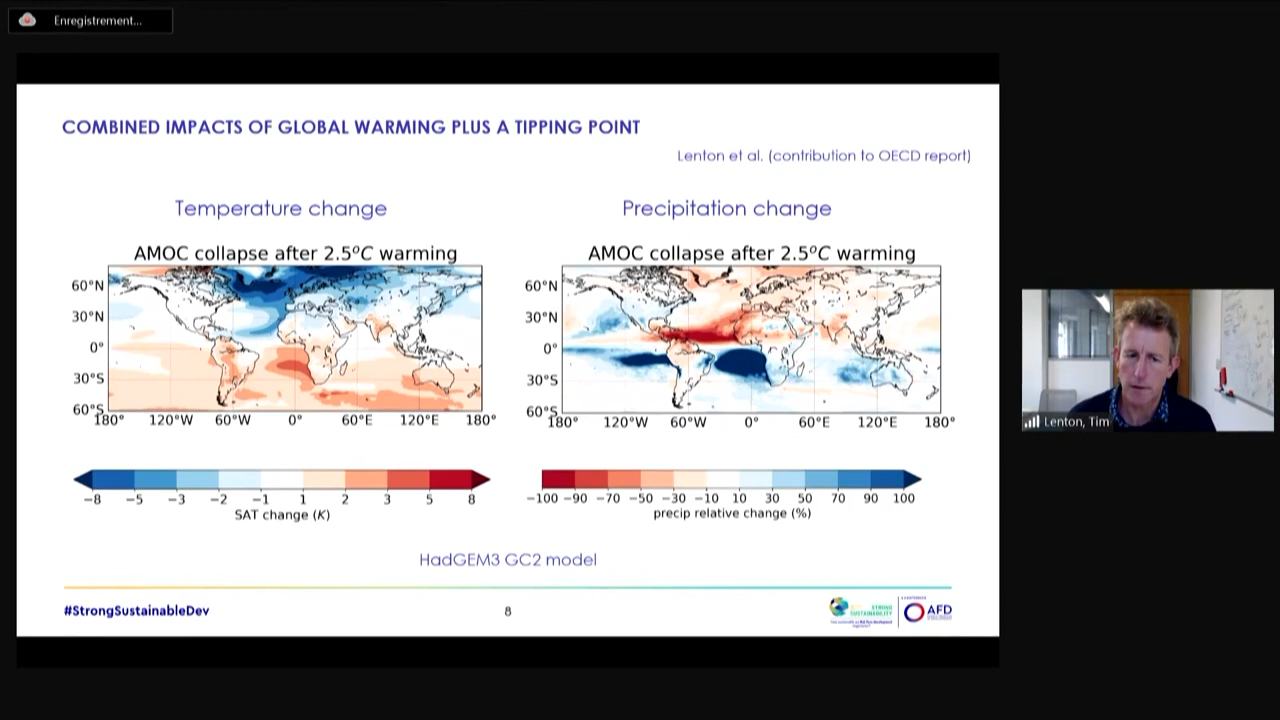 Enregistrement...
COMBINED IMPACTS OF GLOBAL WARMING PLUS A TIPPING POINT
Lenton et al. (contribution to OECD report)
Temperature change
Precipitation change
AMOC collapse after 2.5°C warming
AMOC collapse after 2.5°C warming
60°N
30°N
0°
30°S
60°S
180° 120°W 60°W 0° 60°E 120°E 180°
60°N
30°N
0°
30°S
60°S
180° 120°W 60°W 0° 60°E 120°E 180°
−8 −5 −3 −2 −1 1 2 3 5 8
SAT change (K)
−100 −90 −70 −50 −30 −10 10 30 50 70 90 100
precip relative change (%)
HadGEM3 GC2 model
#StrongSustainableDev
8
STRONG
SUSTAINABILITY
AFD
Lenton, Tim